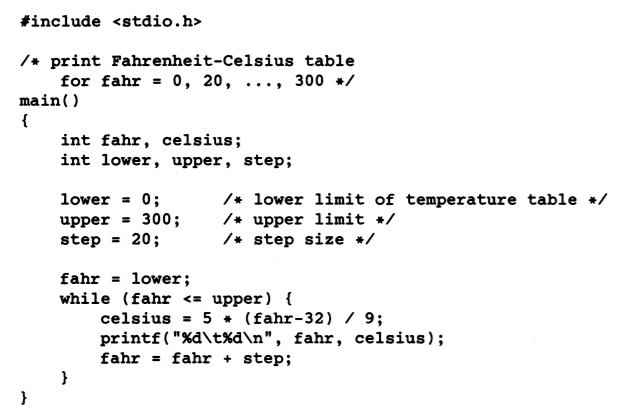 #include <stdio.h>
/* print Fahrenheit-Celsius table
for fahr = 0, 20, ..., 300 */
main()
{
int fahr, celsius;
int lower, upper, step;
lower = 0; /* lower limit of temperature table */
upper = 300; /* upper limit */
step = 20; /* step size */
fahr = lower;
while (fahr <= upper) {
celsius = 5 * (fahr-32) / 9;
printf("%d\t%d\n", fahr, celsius);
fahr = fahr + step;
}
}